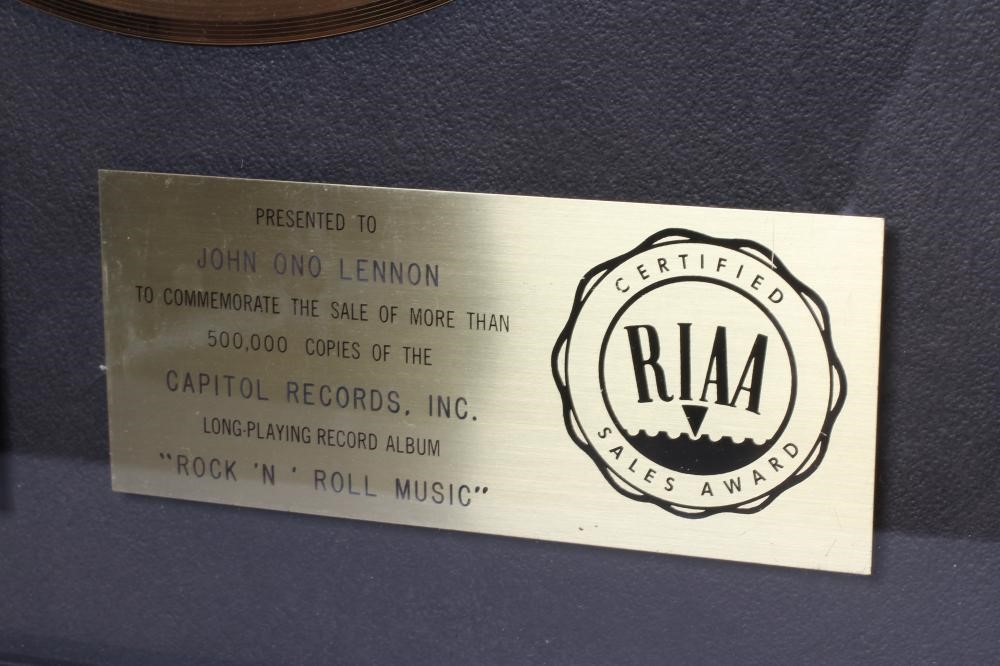 PRESENTED TO
JOHN ONO LENNON
TO COMMEMORATE THE SALE OF MORE THAN
500,000 COPIES OF THE
CAPITOL RECORDS, INC.
LONG-PLAYING RECORD ALBUM
"ROCK 'N ' ROLL MUSIC"
CERTIFIED
RIAA
SALES AWARD